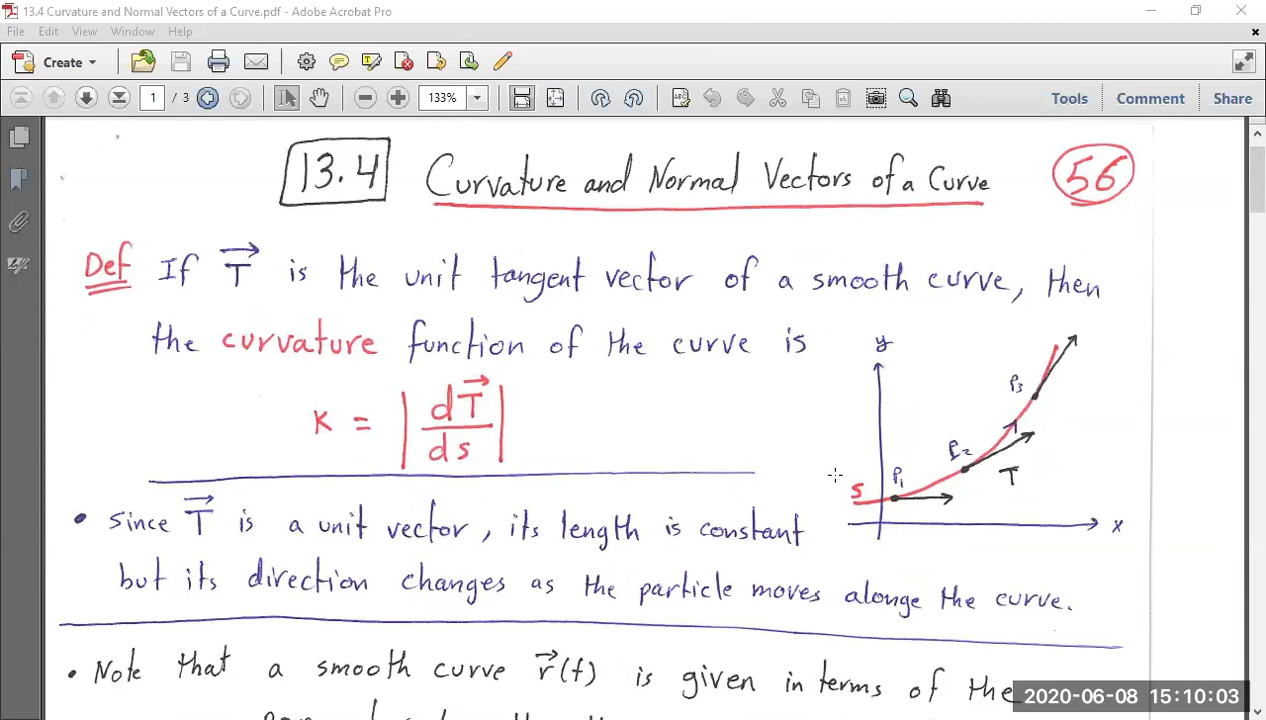 13.4 Curvature and Normal Vectors of a Curve.pdf - Adobe Acrobat Pro
File Edit View Window Help
Create
1 / 3 133% Tools Comment Share
13.4 Curvature and Normal Vectors of a Curve 56
Def If T is the unit tangent vector of a smooth curve, then
the curvature function of the curve is
K = | dT / ds |
y
P3
P2
T
P1
S
x
• Since T is a unit vector, its length is constant
but its direction changes as the particle moves alonge the curve.
• Note that a smooth curve r(t) is given in terms of the
2020-06-08 15:10:03